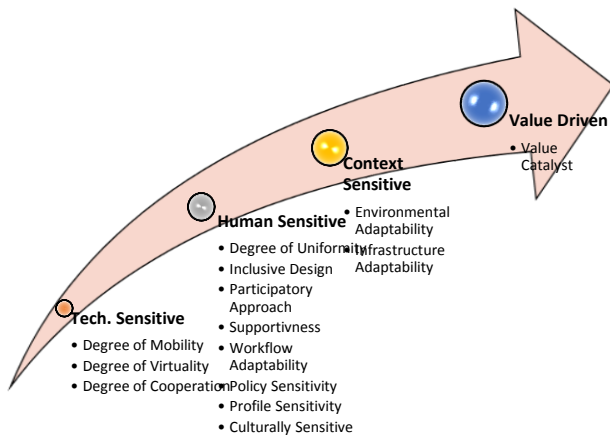 Tech. Sensitive
• Degree of Mobility
• Degree of Virtuality
• Degree of Cooperation
Human Sensitive
• Degree of Uniformity
• Inclusive Design
• Participatory
Approach
• Supportivness
• Workflow
Adaptability
• Policy Sensitivity
• Profile Sensitivity
• Culturally Sensitive
Context
Sensitive
• Environmental
Adaptability
• Infrastructure
Adaptability
Value Driven
• Value
Catalyst